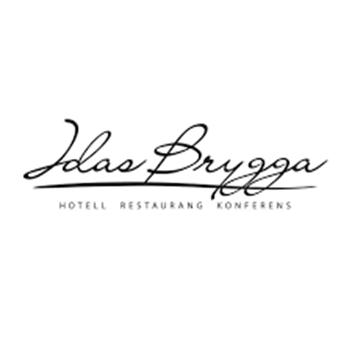 Idas Brygga
HOTELL RESTAURANG KONFERENS